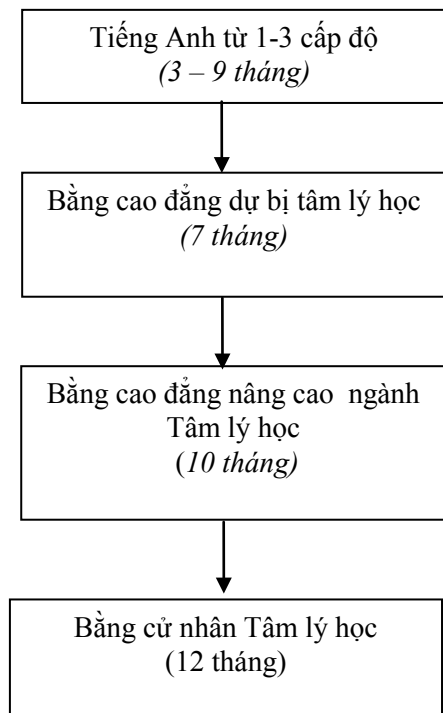 Tiếng Anh từ 1-3 cấp độ
(3 – 9 tháng)
Bằng cao đẳng dự bị tâm lý học
(7 tháng)
Bằng cao đẳng nâng cao ngành
Tâm lý học
(10 tháng)
Bằng cử nhân Tâm lý học
(12 tháng)